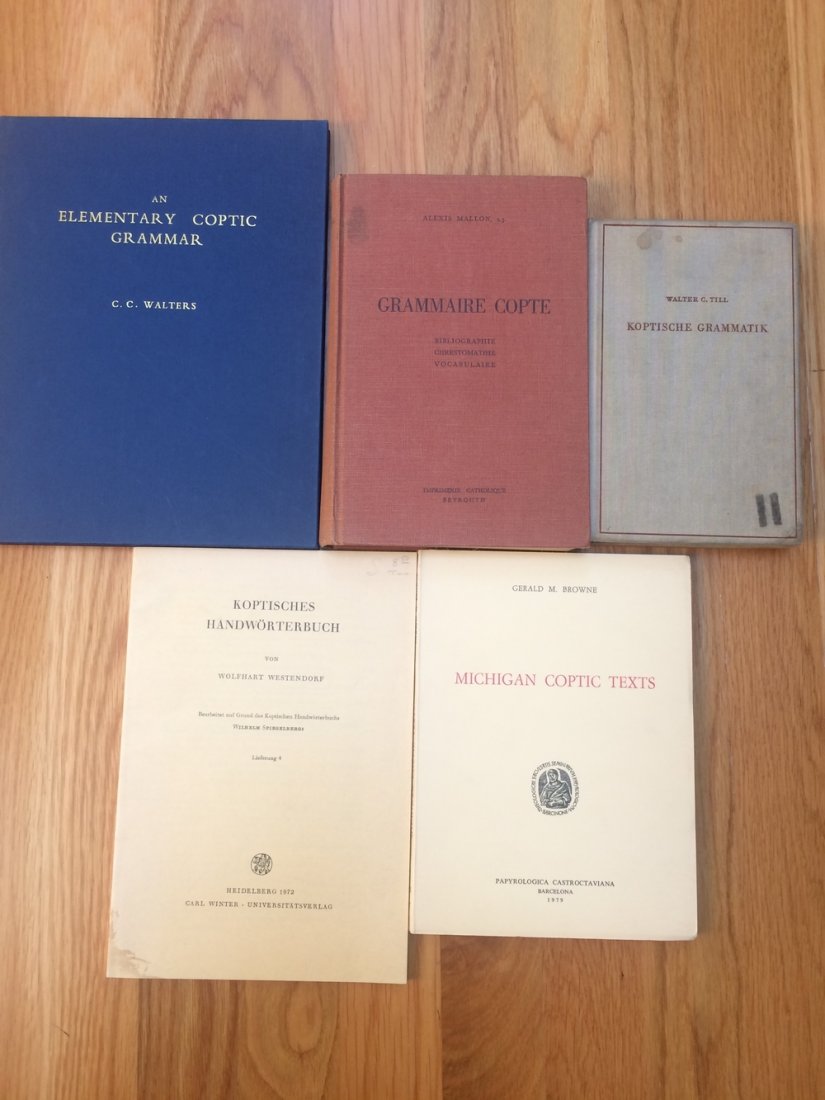 AN
ELEMENTARY COPTIC
GRAMMAR
C. C. WALTERS
ALEXIS MALLON, s.j.
GRAMMAIRE COPTE
BIBLIOGRAPHIE
CHRESTOMATHIE
VOCABULAIRE
IMPRIMERIE CATHOLIQUE
BEYROUTH
WALTER C. TILL
KOPTISCHE GRAMMATIK
KOPTISCHES
HANDWÖRTERBUCH
VON
WOLFHART WESTENDORF
Bearbeitet auf Grund des Koptischen Handwörterbuchs
WILHELM SPIEGELBERGS
Lieferung
HEIDELBERG 1972
CARL WINTER · UNIVERSITÄTSVERLAG
GERALD M. BROWNE
MICHIGAN COPTIC TEXTS
PAPYROLOGICA CASTROCTAVIANA
BARCELONA
1979